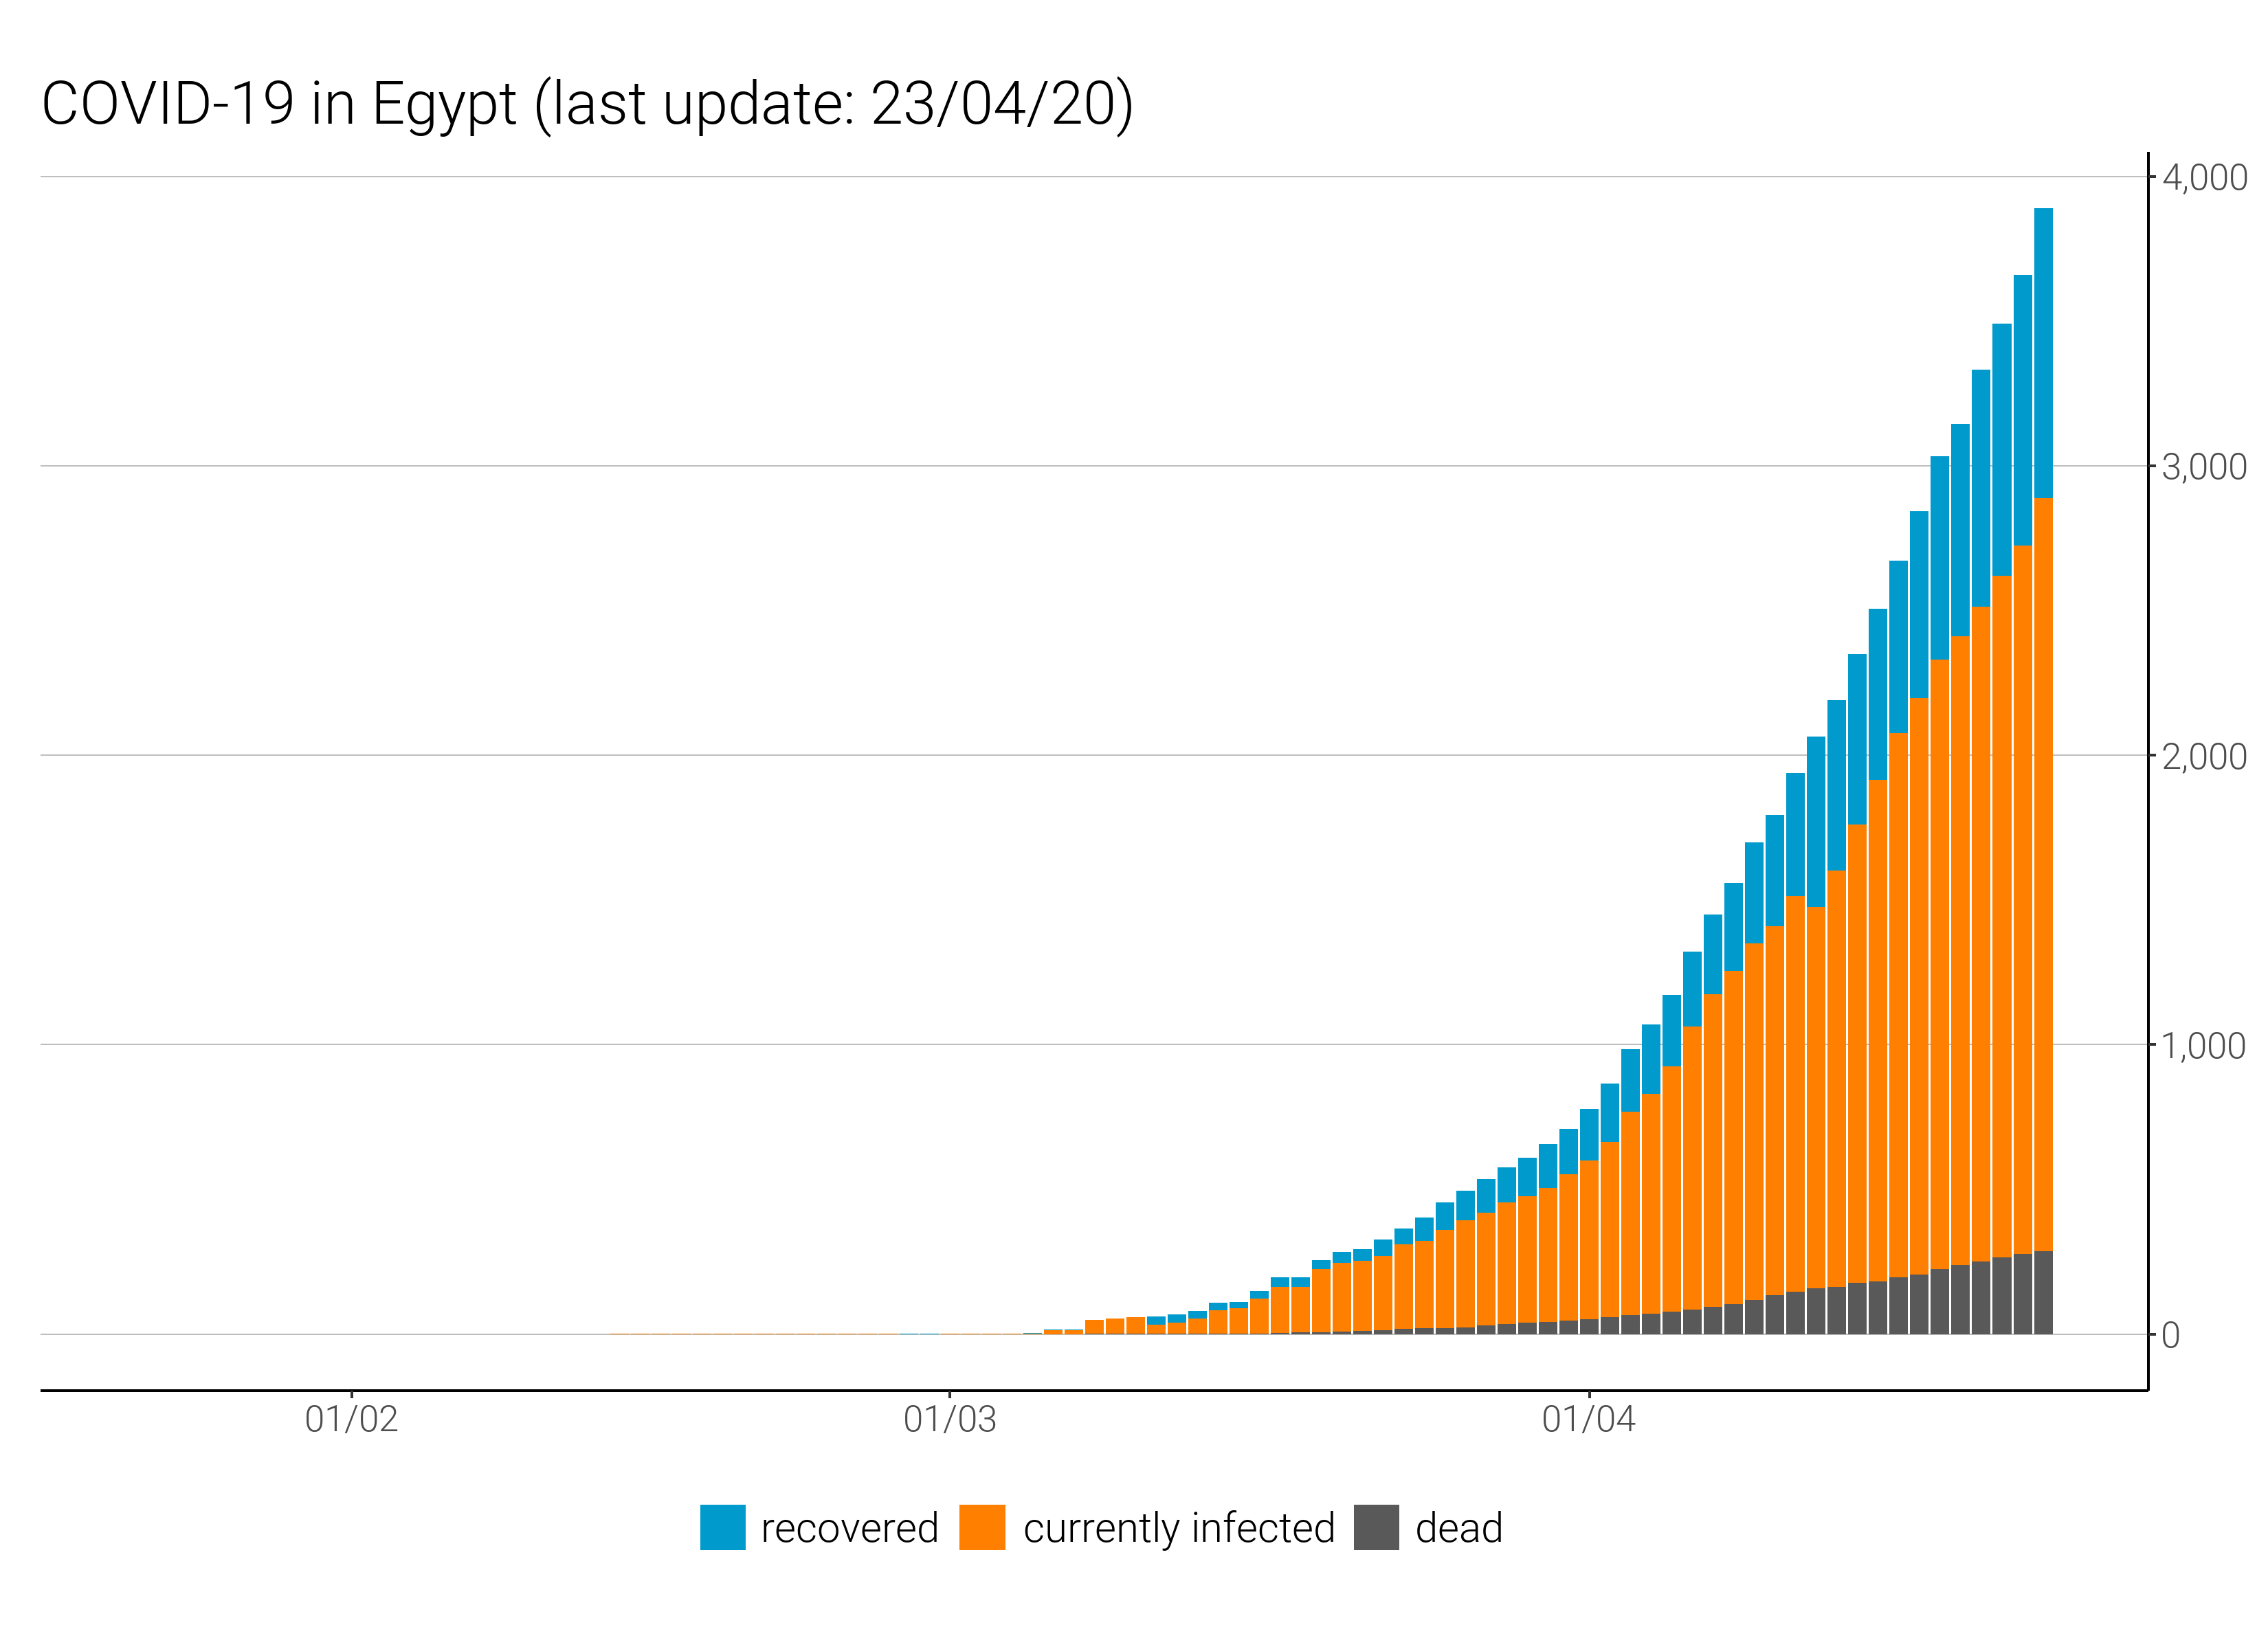 COVID-19 in Egypt (last update: 23/04/20)
4,000
3,000
2,000
1,000
0
01/02 01/03 01/04
recovered currently infected dead